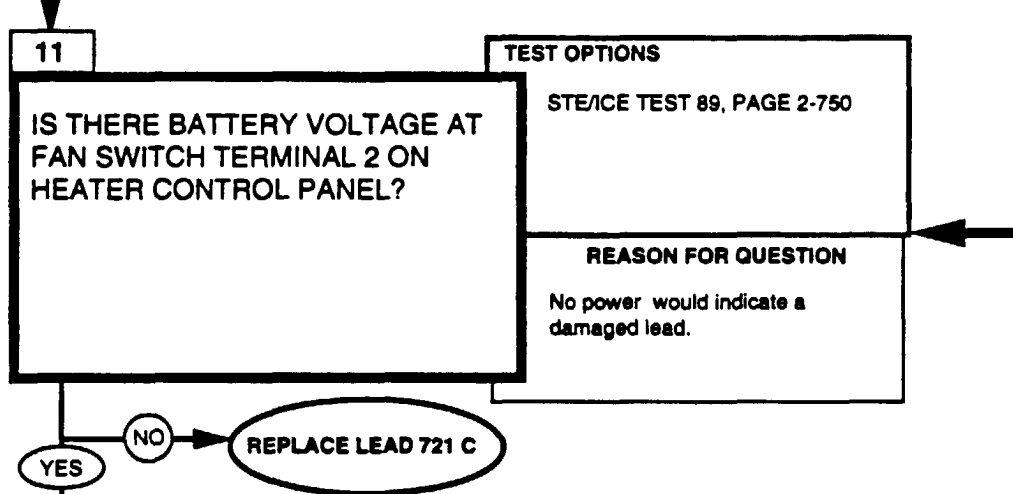 11
IS THERE BATTERY VOLTAGE AT
FAN SWITCH TERMINAL 2 ON
HEATER CONTROL PANEL?
TEST OPTIONS
STE/ICE TEST 89, PAGE 2-750
REASON FOR QUESTION
No power would indicate a
damaged lead.
NO
REPLACE LEAD 721 C
YES